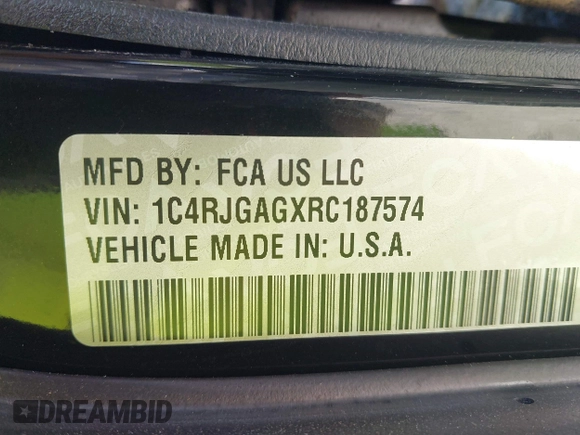 MFD BY: FCA US LLC
VIN: 1C4RJGAGXRC187574
VEHICLE MADE IN: U.S.A.
DREAMBID